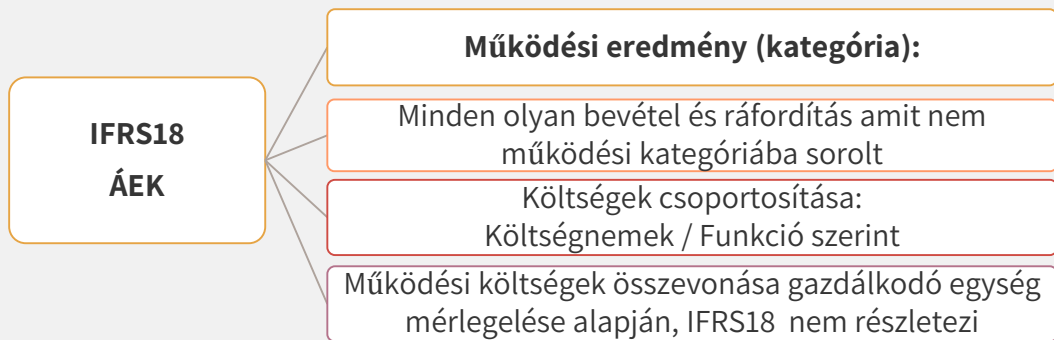 IFRS18
ÁEK
Működési eredmény (kategória):
Minden olyan bevétel és ráfordítás amit nem
működési kategóriába sorolt
Költségek csoportosítása:
Költségnemek / Funkció szerint
Működési költségek összevonása gazdálkodó egység
mérlegelése alapján, IFRS18 nem részletezi